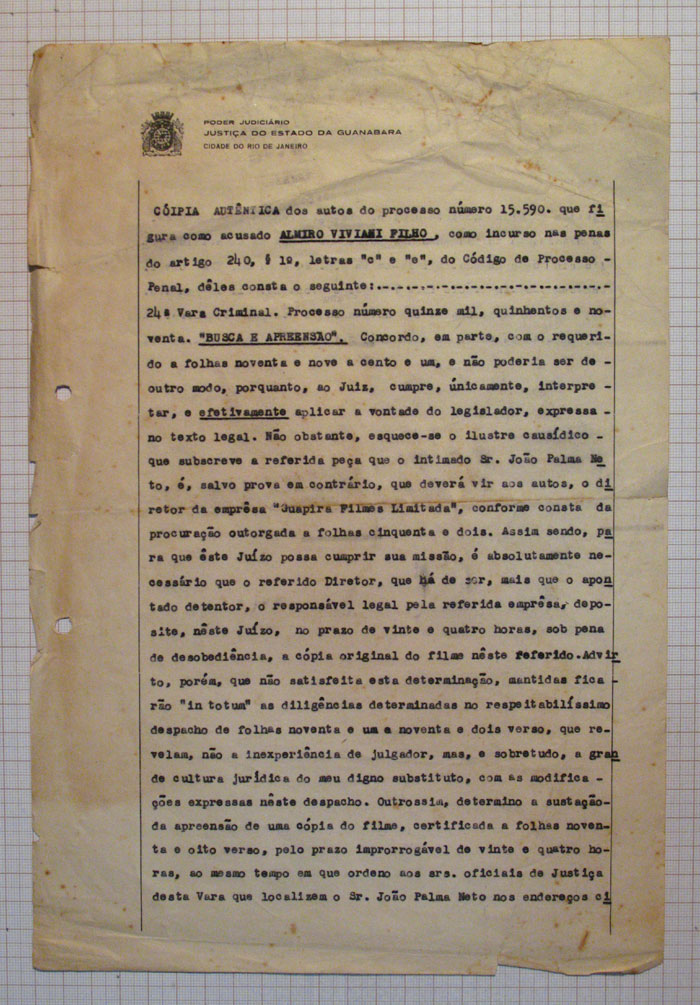 PODER JUDICIÁRIO
JUSTIÇA DO ESTADO DA GUANABARA
CIDADE DO RIO DE JANEIRO
CÓIPIA AUTÊNTICA dos autos do processo número 15.590. que fi
gura como acusado ALMIRO VIVIANI FILHO, como incurso nas penas
do artigo 240, § 1º, letras "c" e "e", do Código de Processo -
Penal, dêles consta o seguinte:.-.-.-.-.-.-.-.-.-.-.-.-.-.-.-
24ª Vara Criminal. Processo número quinze mil, quinhentos e no-
venta. "BUSCA E APREENSÃO". Concordo, em parte, com o requeri-
do a folhas noventa e nove a cento e um, e não poderia ser de-
outro modo, porquanto, ao Juiz, cumpre, únicamente, interpre-
tar, e efetivamente aplicar a vontade do legislador, expressa -
no texto legal. Não obstante, esquece-se o ilustre causídico -
que subscreve a referida peça que o intimado Sr. João Palma Ne
to, é, salvo prova em contrário, que deverá vir aos autos, o di
retor da emprêsa "Guapira Filmes Limitada", conforme consta da
procuração outorgada a folhas cinquenta e dois. Assim sendo, pa
ra que êste Juízo possa cumprir sua missão, é absolutamente ne-
cessário que o referido Diretor, que há de ser, mais que o apon
tado detentor, o responsável legal pela referida emprêsa, depo-
site, nêste Juízo, no prazo de vinte e quatro horas, sob pena
de desobediência, a cópia original do filme nêste referido.Advir
to, porém, que não satisfeita esta determinação, mantidas fica -
rão "in totum" as diligências determinadas no respeitabilíssimo
despacho de folhas noventa e um a noventa e dois verso, que re-
velam, não a inexperiência de julgador, mas, e sobretudo, a gran
de cultura jurídica do meu digno substituto, com as modifica -
ções expressas nêste despacho. Outrossim, determino a sustação-
da apreensão de uma cópia do filme, certificada a folhas noven-
ta e oito verso, pelo prazo improrrogável de vinte e quatro ho-
ras, ao mesmo tempo em que ordeno aos srs. oficiais de Justiça
desta Vara que localizem o Sr. João Palma Neto nos endereços ci